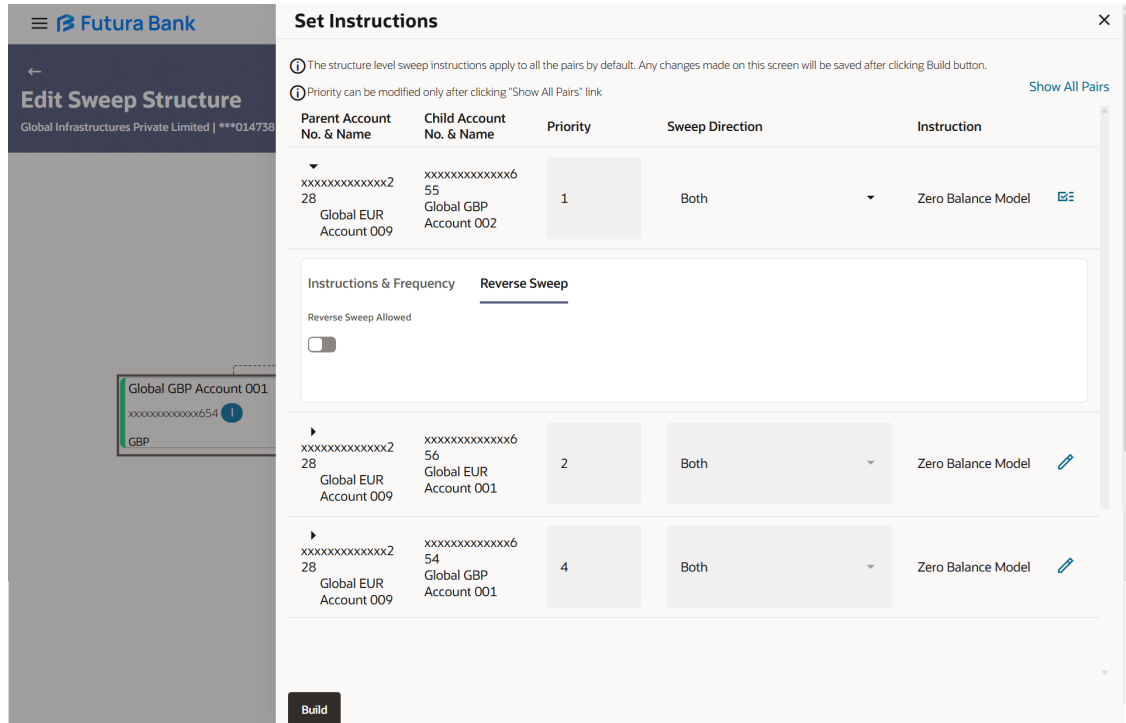 Futura Bank
Edit Sweep Structure
Global Infrastructures Private Limited | ***014738
Global GBP Account 001
xxxxxxxxxxxxx654 I
GBP
Set Instructions
The structure level sweep instructions apply to all the pairs by default. Any changes made on this screen will be saved after clicking Build button.
Priority can be modified only after clicking "Show All Pairs" link
Show All Pairs
Parent Account No. & Name
Child Account No. & Name
Priority
Sweep Direction
Instruction
xxxxxxxxxxxxx2
28
Global EUR
Account 009
xxxxxxxxxxxxx6
55
Global GBP
Account 002
1
Both
Zero Balance Model
Instructions & Frequency
Reverse Sweep
Reverse Sweep Allowed
xxxxxxxxxxxxx2
28
Global EUR
Account 009
xxxxxxxxxxxxx6
56
Global EUR
Account 001
2
Both
Zero Balance Model
xxxxxxxxxxxxx2
28
Global EUR
Account 009
xxxxxxxxxxxxx6
54
Global GBP
Account 001
4
Both
Zero Balance Model
Build